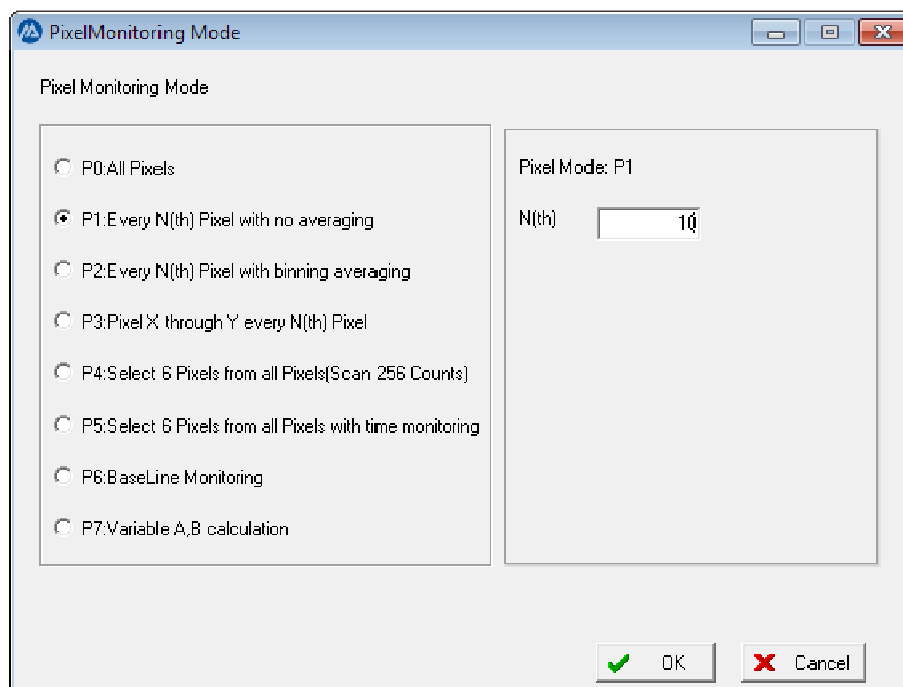 PixelMonitoring Mode
Pixel Monitoring Mode
P0:All Pixels
P1:Every N(th) Pixel with no averaging
P2:Every N(th) Pixel with binning averaging
P3:Pixel X through Y every N(th) Pixel
P4:Select 6 Pixels from all Pixels(Scan 256 Counts)
P5:Select 6 Pixels from all Pixels with time monitoring
P6:BaseLine Monitoring
P7:Variable A,B calculation
Pixel Mode: P1
N(th) 10
OK Cancel